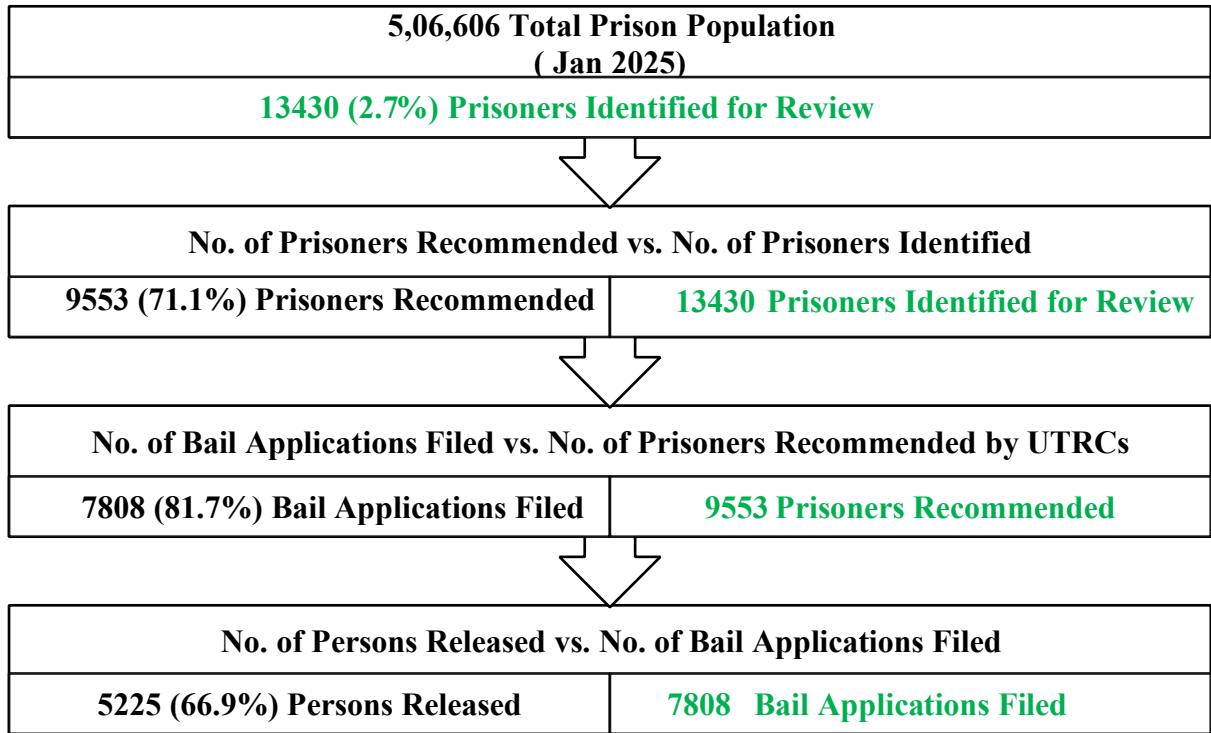 5,06,606 Total Prison Population
( Jan 2025)
13430 (2.7%) Prisoners Identified for Review
No. of Prisoners Recommended vs. No. of Prisoners Identified
9553 (71.1%) Prisoners Recommended
13430 Prisoners Identified for Review
No. of Bail Applications Filed vs. No. of Prisoners Recommended by UTRCs
7808 (81.7%) Bail Applications Filed
9553 Prisoners Recommended
No. of Persons Released vs. No. of Bail Applications Filed
5225 (66.9%) Persons Released
7808 Bail Applications Filed